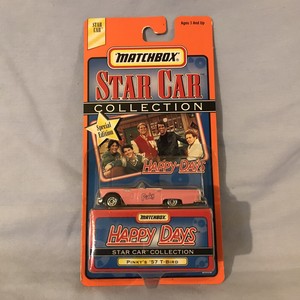 STAR
CAR
Ages 3 and Up
MATCHBOX
STAR CAR
COLLECTION
Special
Edition
HAPPY DAYS
MATCHBOX
HAPPY DAYS
STAR CAR COLLECTION
PINKY'S '57 T-BIRD